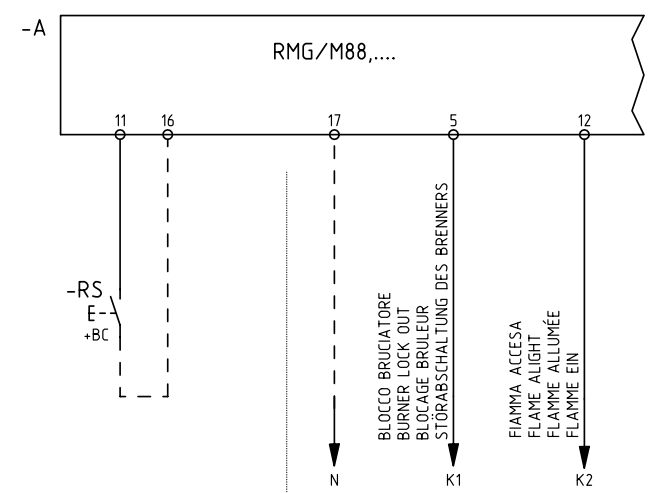 -A
RMG/M88,....
11
16
17
5
12
-RS
E
+BC
BLOCCO BRUCIATORE
BURNER LOCK OUT
BLOCAGE BRULEUR
STÖRABSCHALTUNG DES BRENNERS
FIAMMA ACCESA
FLAME ALIGHT
FLAMME ALLUMÉE
FLAMME EIN
N
K1
K2